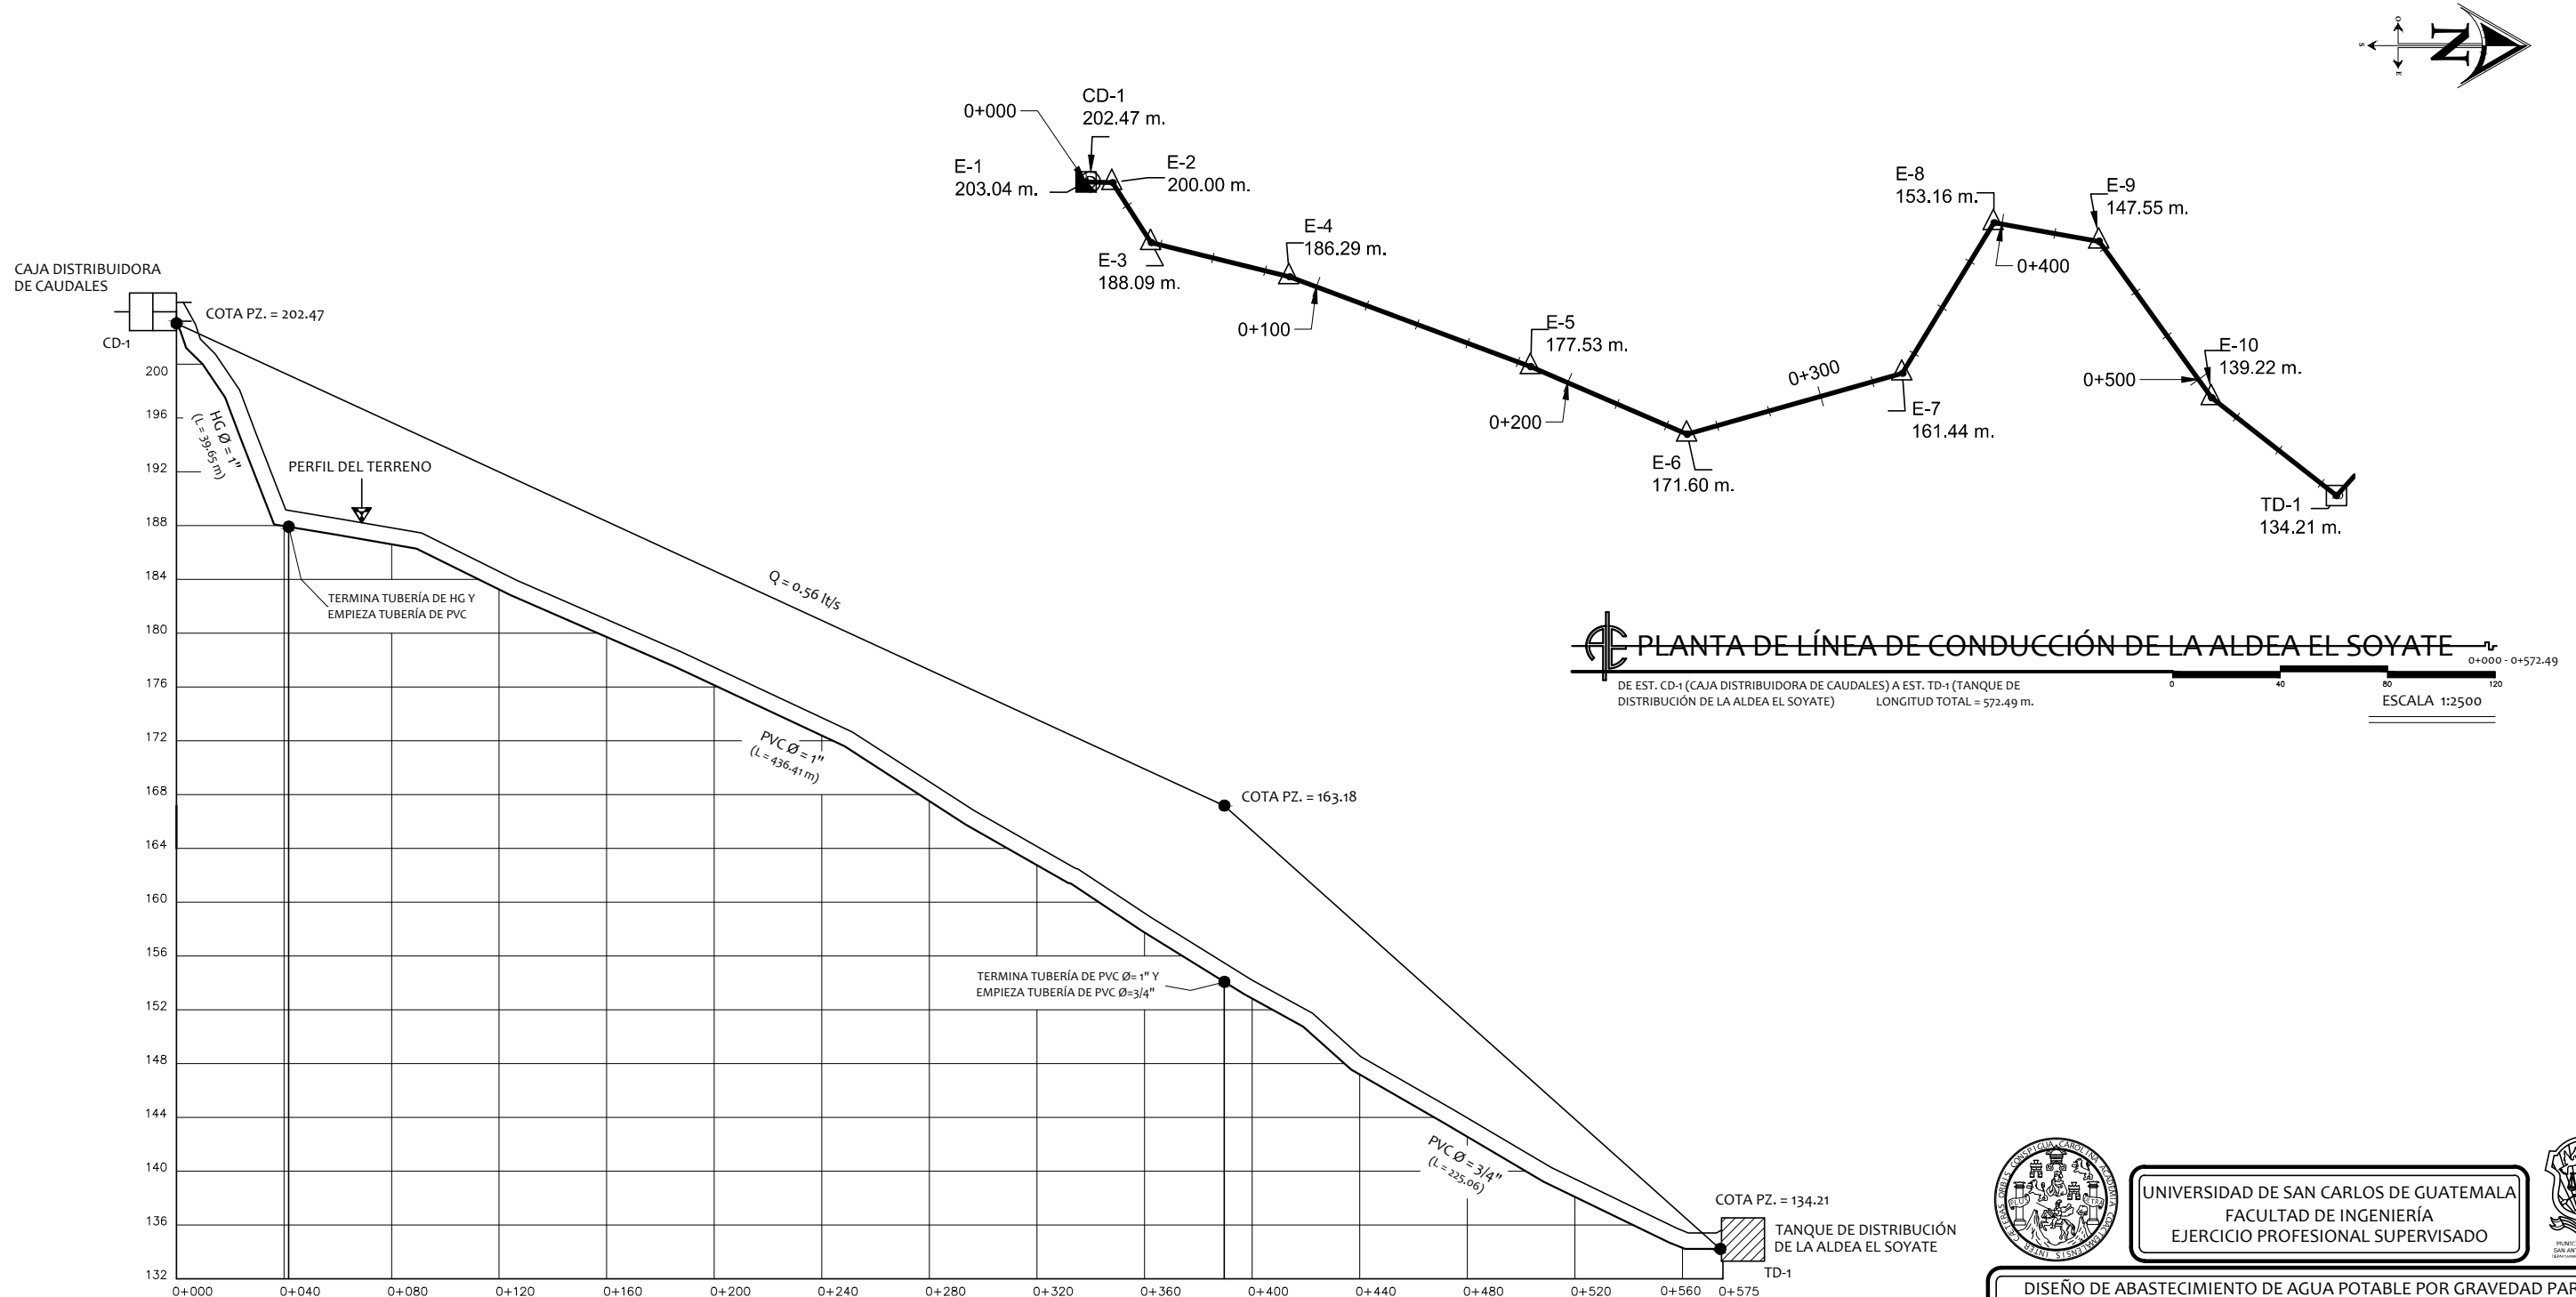 N
O
S
E
0+000
CD-1
202.47 m.
E-1
203.04 m.
E-2
200.00 m.
E-3
188.09 m.
E-4
186.29 m.
0+100
E-5
177.53 m.
0+200
E-6
171.60 m.
0+300
E-7
161.44 m.
E-8
153.16 m.
0+400
E-9
147.55 m.
0+500
E-10
139.22 m.
TD-1
134.21 m.
CAJA DISTRIBUIDORA
DE CAUDALES
CD-1
COTA PZ. = 202.47
HG Ø = 1"
(L = 39.65 m)
PERFIL DEL TERRENO
TERMINA TUBERÍA DE HG Y
EMPIEZA TUBERÍA DE PVC
Q = 0.56 lt/s
PVC Ø = 1"
(L = 436.41 m)
COTA PZ. = 163.18
TERMINA TUBERÍA DE PVC Ø= 1" Y
EMPIEZA TUBERÍA DE PVC Ø=3/4"
PVC Ø = 3/4"
(L = 225.06)
COTA PZ. = 134.21
TANQUE DE DISTRIBUCIÓN
DE LA ALDEA EL SOYATE
TD-1
200
196
192
188
184
180
176
172
168
164
160
156
152
148
144
140
136
132
0+000
0+040
0+080
0+120
0+160
0+200
0+240
0+280
0+320
0+360
0+400
0+440
0+480
0+520
0+560
0+575
PLANTA DE LÍNEA DE CONDUCCIÓN DE LA ALDEA EL SOYATE
0+000 - 0+572.49
DE EST. CD-1 (CAJA DISTRIBUIDORA DE CAUDALES) A EST. TD-1 (TANQUE DE
DISTRIBUCIÓN DE LA ALDEA EL SOYATE) LONGITUD TOTAL = 572.49 m.
0 40 80 120
ESCALA 1:2500
UNIVERSIDAD DE SAN CARLOS DE GUATEMALA
FACULTAD DE INGENIERÍA
EJERCICIO PROFESIONAL SUPERVISADO
DISEÑO DE ABASTECIMIENTO DE AGUA POTABLE POR GRAVEDAD PAR